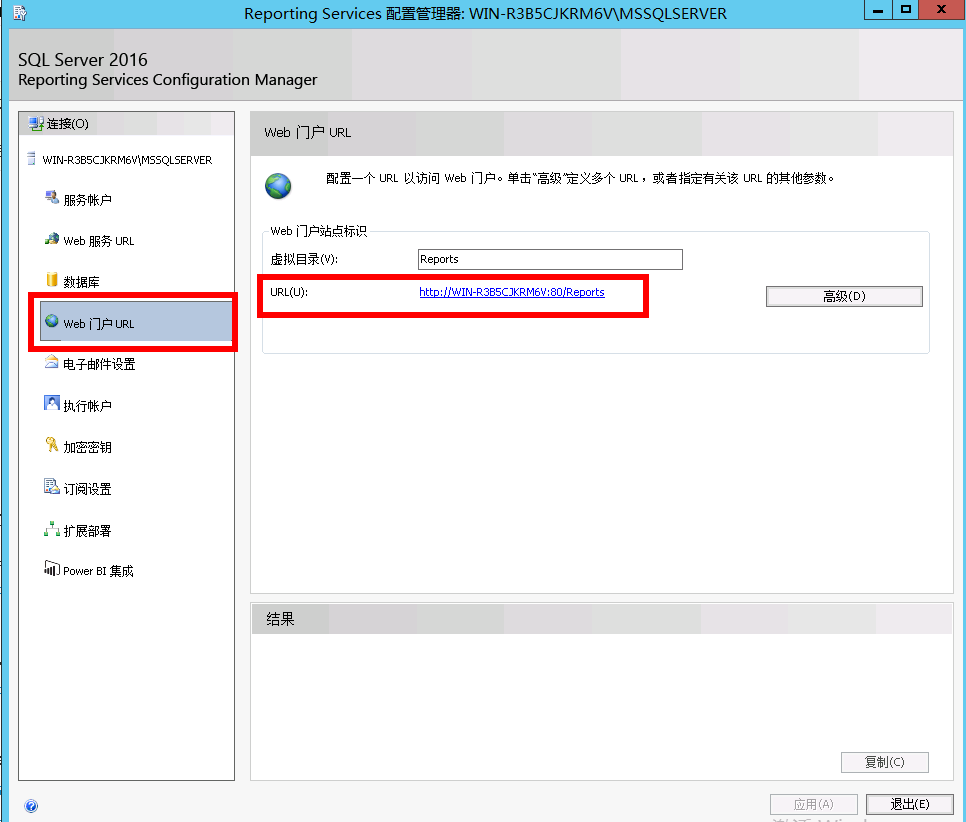 Reporting Services 配置管理器: WIN-R3B5CJKRM6V\MSSQLSERVER
SQL Server 2016
Reporting Services Configuration Manager
连接(O)
WIN-R3B5CJKRM6V\MSSQLSERVER
服务帐户
Web 服务 URL
数据库
Web 门户 URL
电子邮件设置
执行帐户
加密密钥
订阅设置
扩展部署
Power BI 集成
Web 门户 URL
配置一个 URL 以访问 Web 门户。单击“高级”定义多个 URL，或者指定有关该 URL 的其他参数。
Web 门户站点标识
虚拟目录(V):
Reports
URL(U):
http://WIN-R3B5CJKRM6V:80/Reports
高级(D)
结果
复制(C)
应用(A)
退出(E)